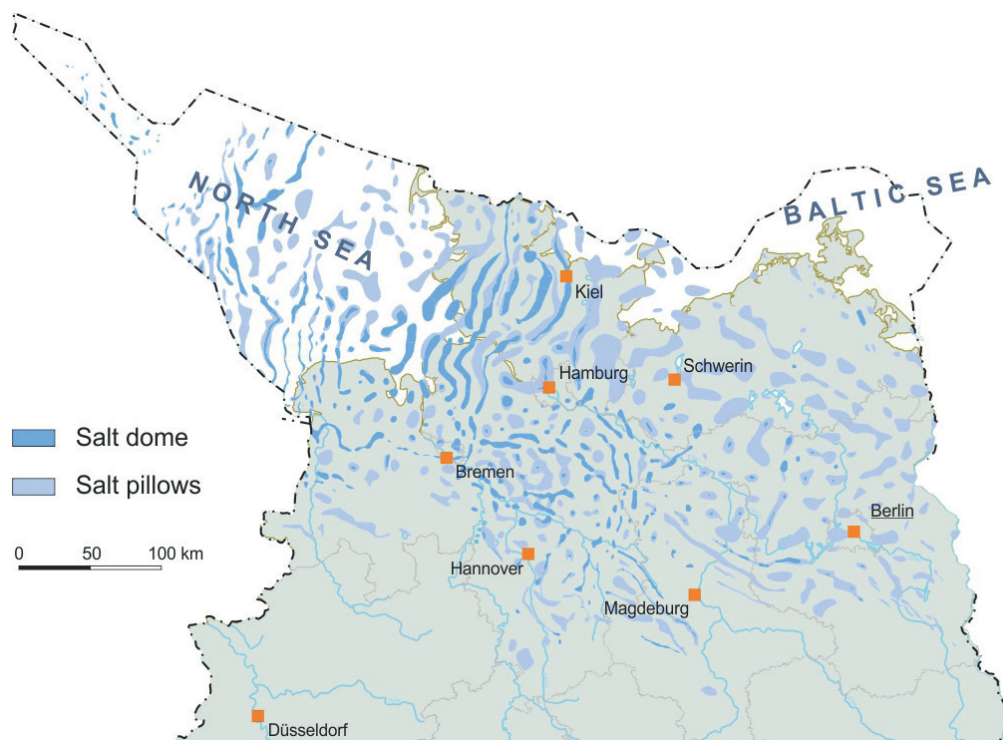 NORTH SEA
BALTIC SEA
Kiel
Hamburg
Schwerin
Salt dome
Salt pillows
Bremen
Berlin
0 50 100 km
Hannover
Magdeburg
Düsseldorf